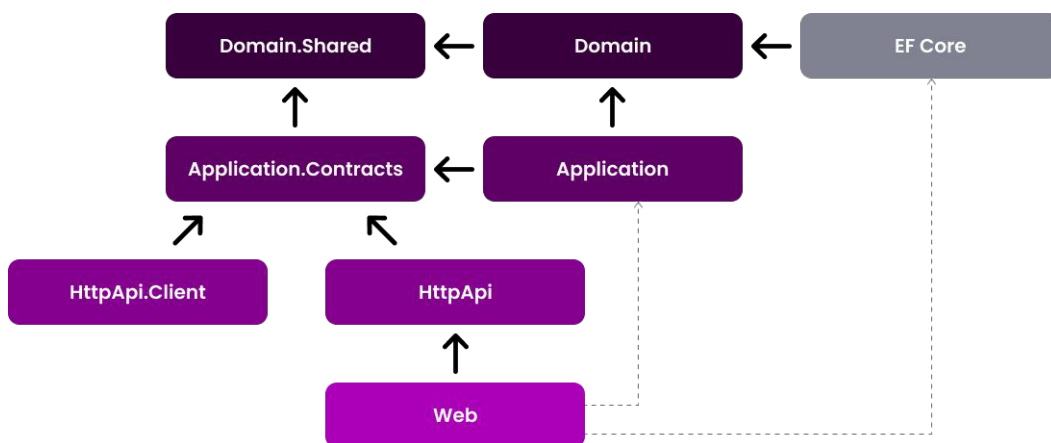 Domain.Shared
Domain
EF Core
Application.Contracts
Application
HttpApi.Client
HttpApi
Web